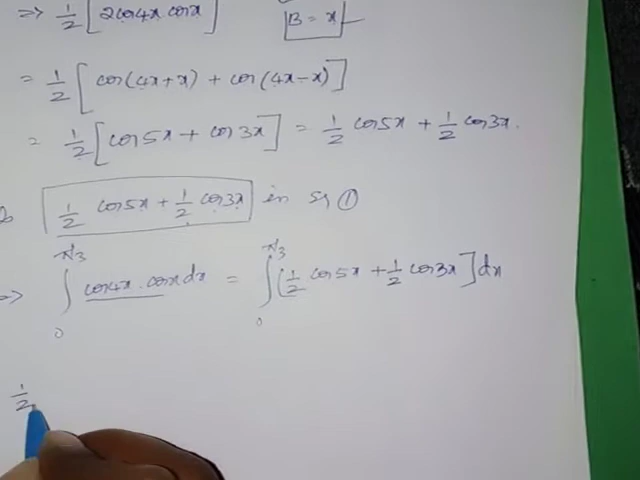 => 1/2 [2cos4x cosx]
B = x
= 1/2 [cos(4x+x) + cos(4x-x)]
= 1/2 [cos5x + cos3x] = 1/2 cos5x + 1/2 cos3x.
1/2 cos5x + 1/2 cos3x in ①
=> ∫₀^(π/3) cos4x.cosx dx = ∫₀^(π/3) [1/2 cos5x + 1/2 cos3x] dx
1/2